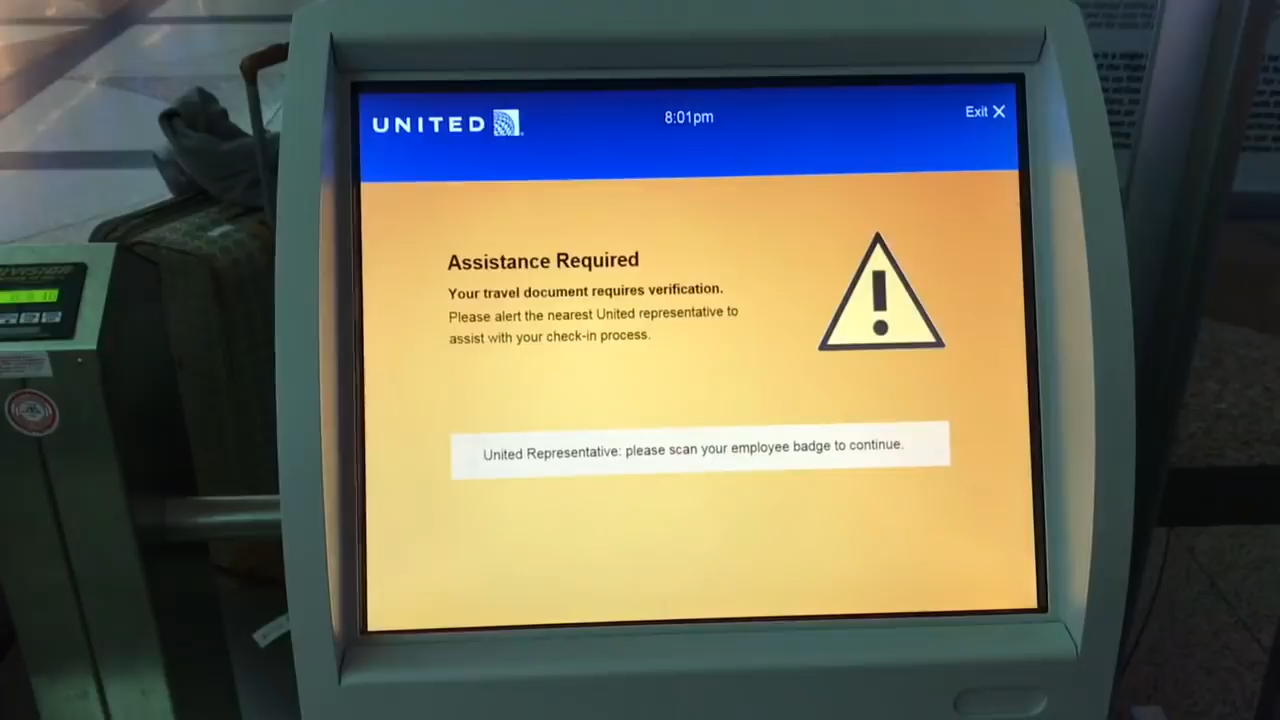 UNITED
8:01pm
Exit X
Assistance Required
Your travel document requires verification.
Please alert the nearest United representative to
assist with your check-in process.
United Representative: please scan your employee badge to continue.